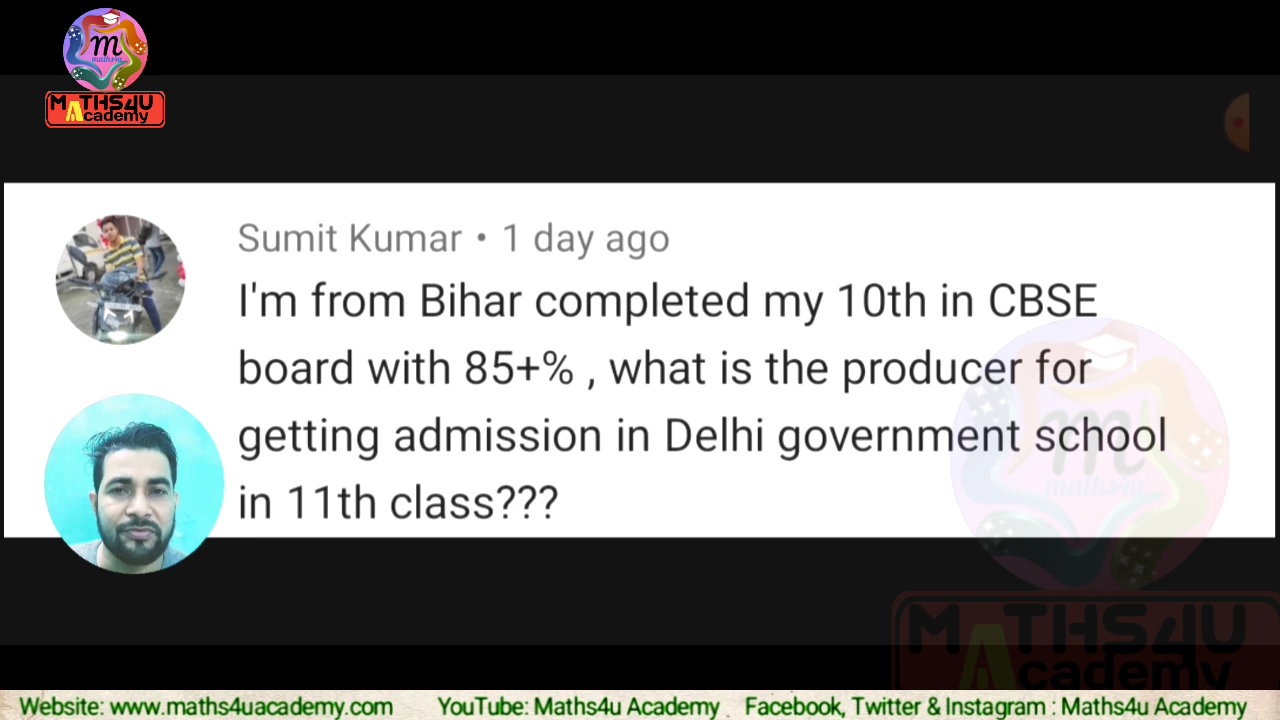 m
maths4u
MATHS4U
Academy
Sumit Kumar • 1 day ago
I'm from Bihar completed my 10th in CBSE
board with 85+% , what is the producer for
getting admission in Delhi government school
in 11th class???
m
maths4u
MATHS4U
Academy
Website: www.maths4uacademy.com YouTube: Maths4u Academy Facebook, Twitter & Instagram : Maths4u Academy